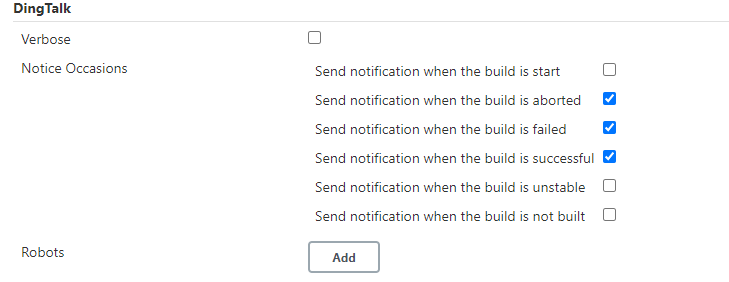 DingTalk
Verbose
Notice Occasions
Send notification when the build is start
Send notification when the build is aborted
Send notification when the build is failed
Send notification when the build is successful
Send notification when the build is unstable
Send notification when the build is not built
Robots
Add